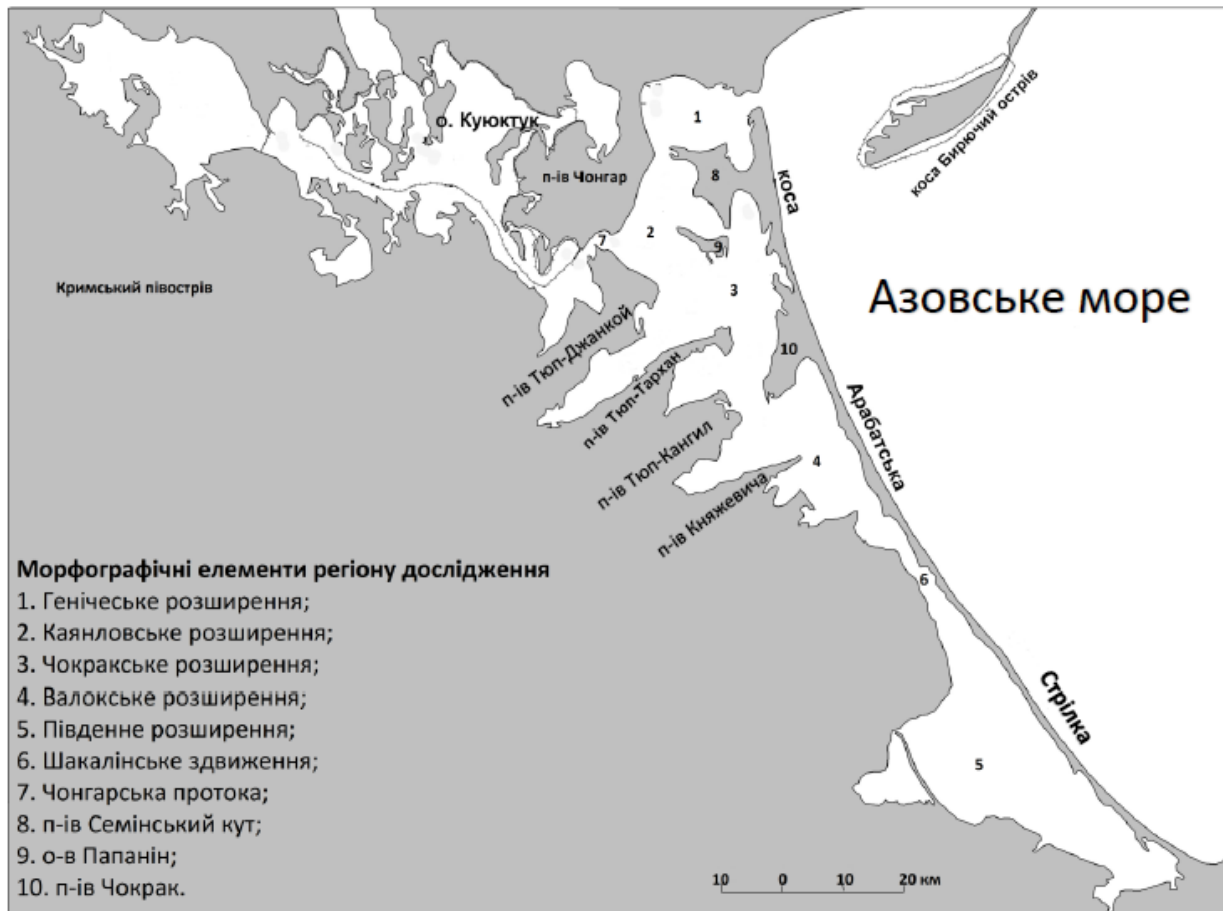 о. Куюктук
1
п-ів Чонгар
8
коса
коса Бирючий острів
7
2
9
3
Кримський півострів
Азовське море
10
п-ів Тюп-Джанкой
п-ів Тюп-Тархан
Арабатська
п-ів Тюп-Кангил
4
п-ів Княжевича
6
Стрілка
5
Морфографічні елементи регіону дослідження
1. Генічеське розширення;
2. Каянловське розширення;
3. Чокракське розширення;
4. Валокське розширення;
5. Південне розширення;
6. Шакалінське здвиження;
7. Чонгарська протока;
8. п-ів Семінський кут;
9. о-в Папанін;
10. п-ів Чокрак.
10 0 10 20 км